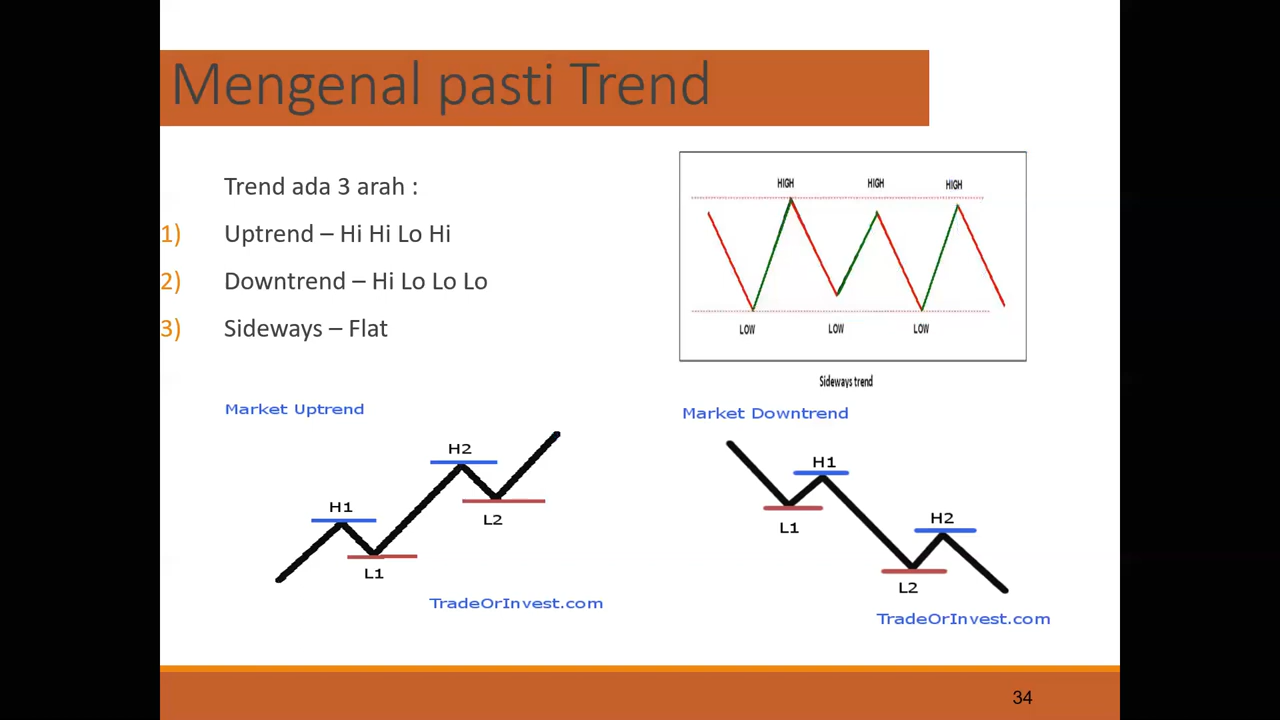 Mengenal pasti Trend
Trend ada 3 arah :
1) Uptrend – Hi Hi Lo Hi
2) Downtrend – Hi Lo Lo Lo
3) Sideways – Flat
HIGH HIGH HIGH
LOW LOW LOW
Sideways trend
Market Uptrend
H2
H1
L2
L1
TradeOrInvest.com
Market Downtrend
H1
L1
H2
L2
TradeOrInvest.com
34